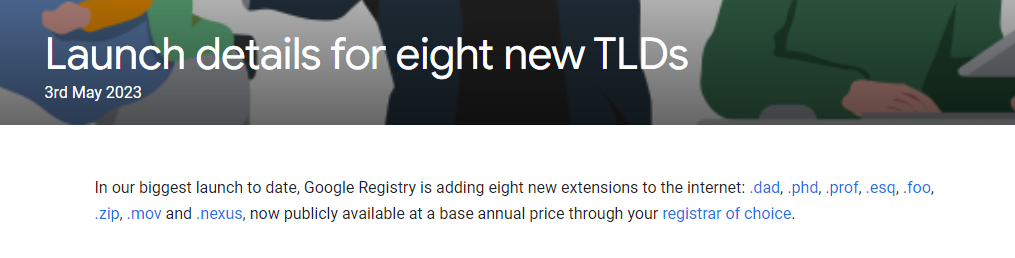 Launch details for eight new TLDs
3rd May 2023
In our biggest launch to date, Google Registry is adding eight new extensions to the internet: .dad, .phd, .prof, .esq, .foo,
.zip, .mov and .nexus, now publicly available at a base annual price through your registrar of choice.